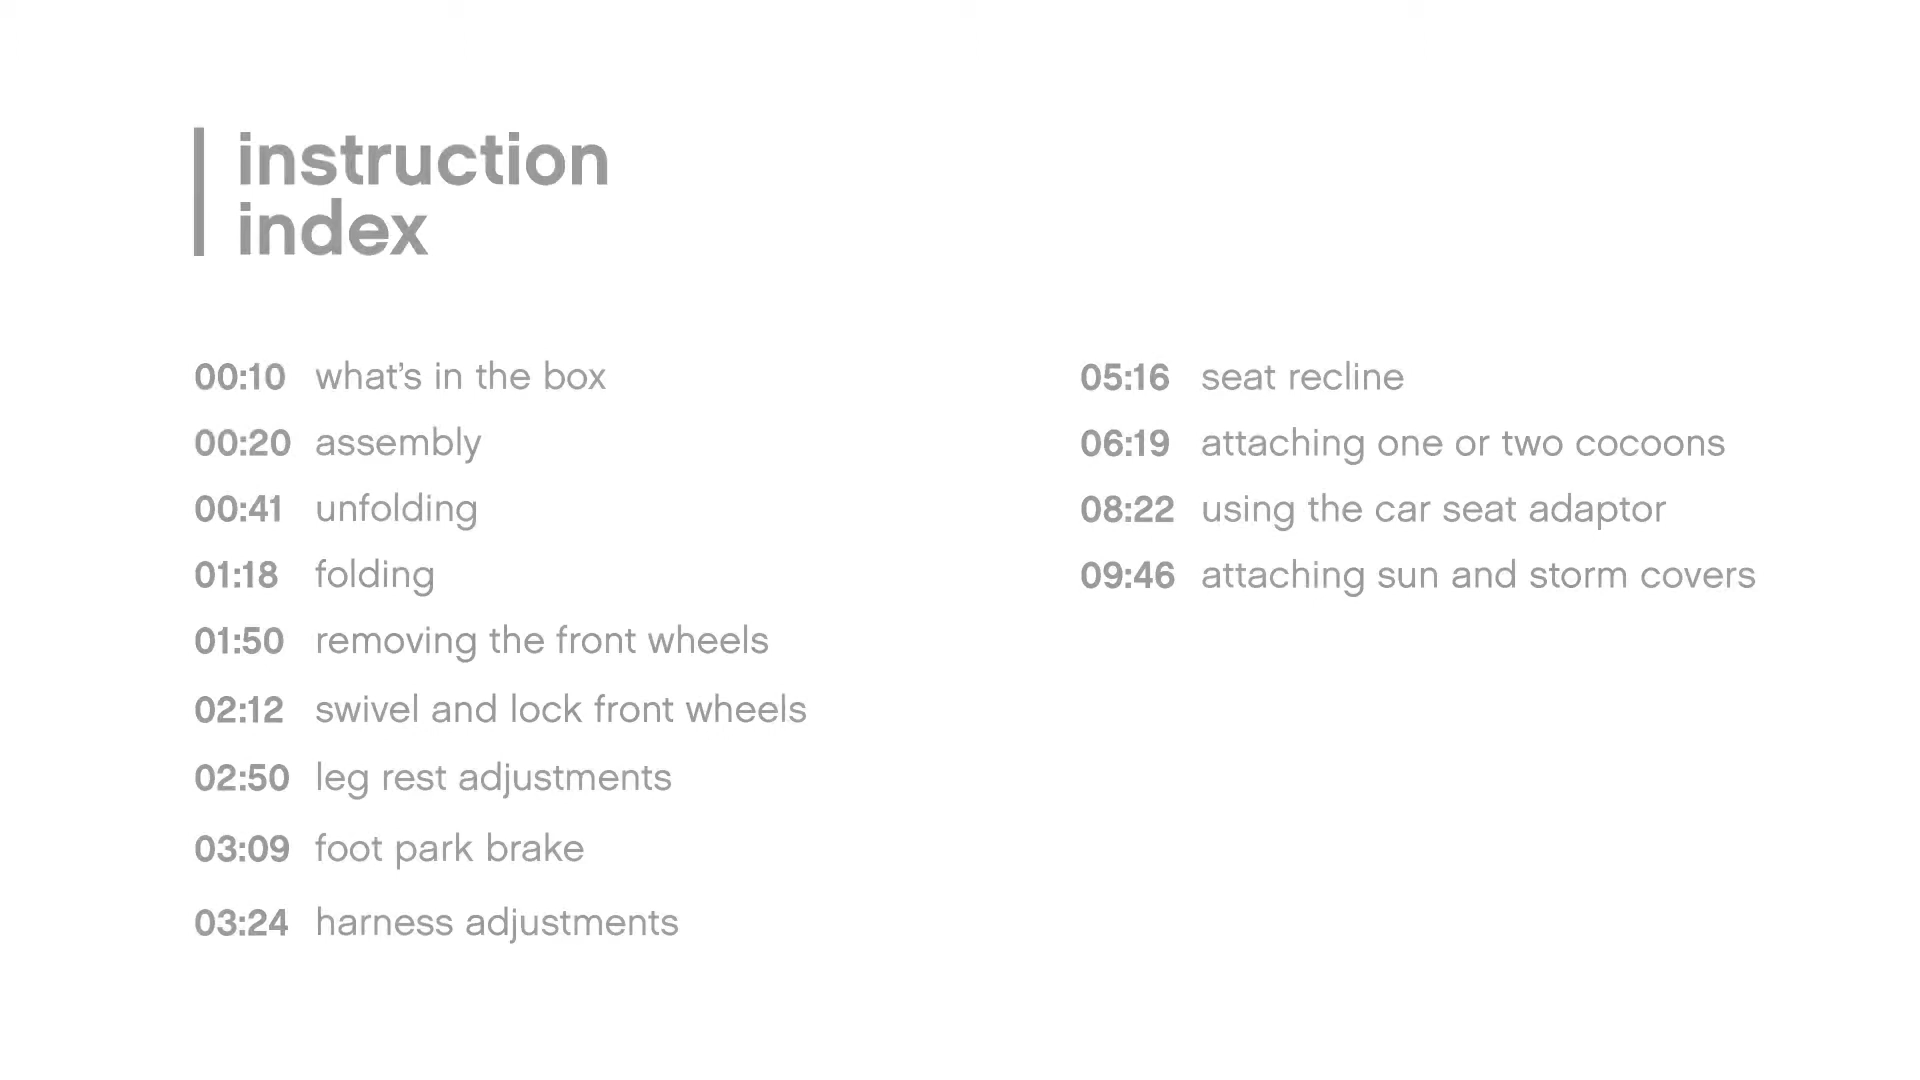 instruction
index
00:10 what's in the box
00:20 assembly
00:41 unfolding
01:18 folding
01:50 removing the front wheels
02:12 swivel and lock front wheels
02:50 leg rest adjustments
03:09 foot park brake
03:24 harness adjustments
05:16 seat recline
06:19 attaching one or two cocoons
08:22 using the car seat adaptor
09:46 attaching sun and storm covers